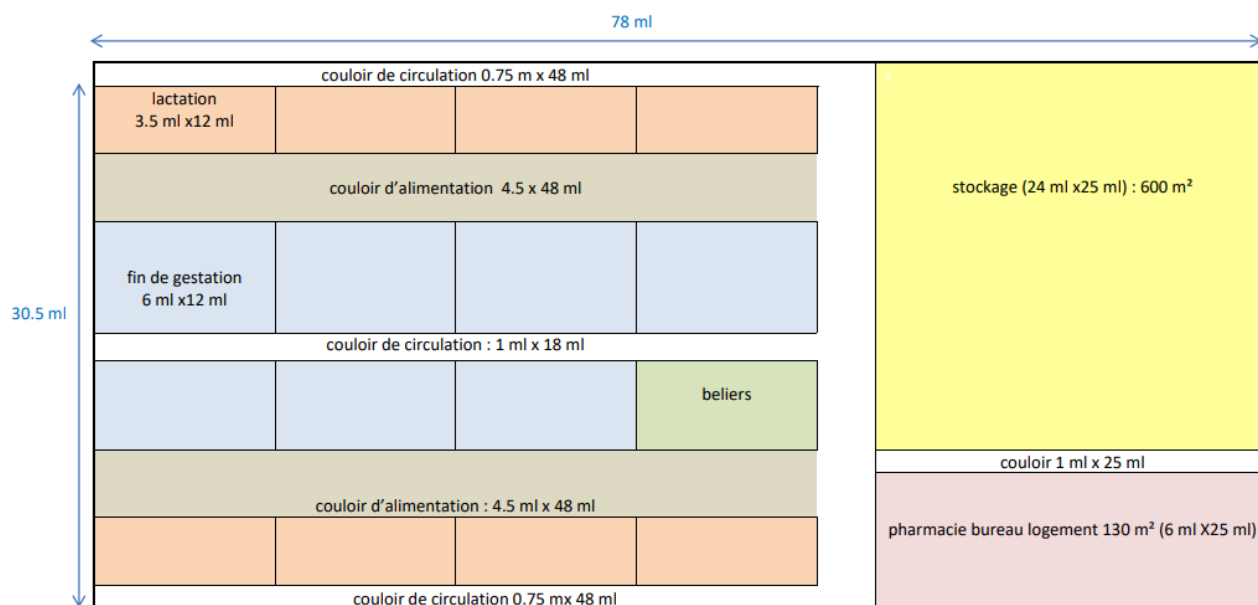 78 ml
couloir de circulation 0.75 m x 48 ml
s
lactation
3.5 ml x12 ml
couloir d’alimentation 4.5 x 48 ml
stockage (24 ml x25 ml) : 600 m²
fin de gestation
6 ml x12 ml
30.5 ml
couloir de circulation : 1 ml x 18 ml
beliers
couloir 1 ml x 25 ml
couloir d’alimentation : 4.5 ml x 48 ml
pharmacie bureau logement 130 m² (6 ml X25 ml)
couloir de circulation 0.75 mx 48 ml